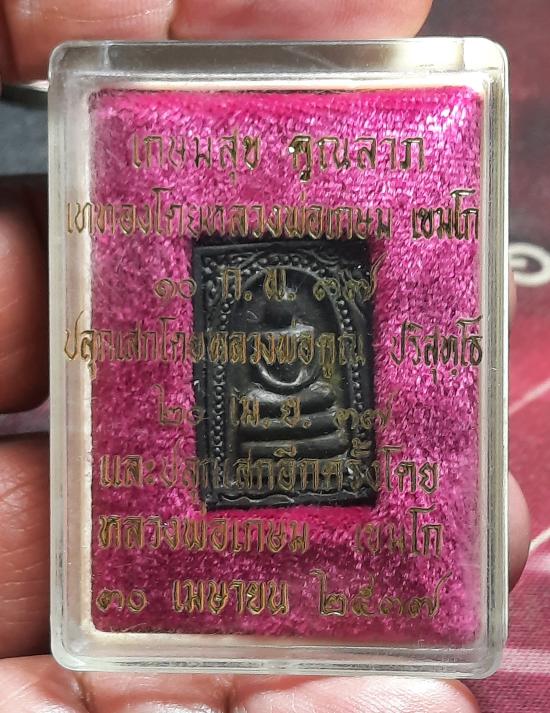 เกษมสุข คูณลาภ
เททองโดยหลวงพ่อเกษม เขมโก
๑๐ ก.พ. ๓๗
ปลุกเสกโดยหลวงพ่อคูณ ปริสุทฺโธ
๒๐ เม.ย. ๓๗
และปลุกเสกอีกครั้งโดย
หลวงพ่อเกษม เขมโก
๓๐ เมษายน ๒๕๓๗